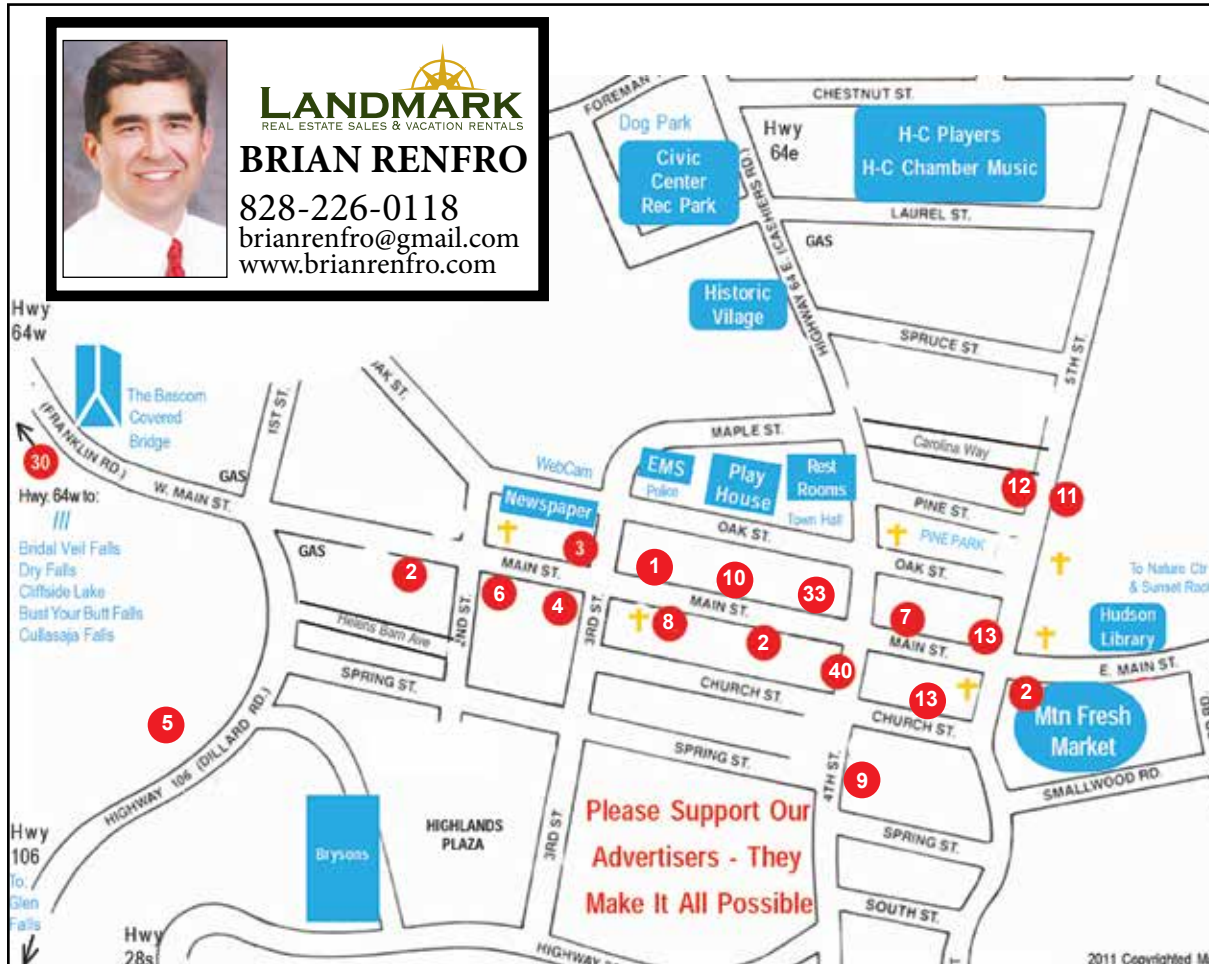 LANDMARK
REAL ESTATE SALES & VACATION RENTALS
BRIAN RENFRO
828-226-0118
brianrenfro@gmail.com
www.brianrenfro.com
FOREMAN
CHESTNUT ST.
Dog Park
Civic
Center
Rec Park
Hwy
64e
H-C Players
H-C Chamber Music
LAUREL ST.
GAS
HIGHWAY 64 E. (CASHIERS RD.)
HIGHWAY
Historic
Vilage
SPRUCE ST.
5TH ST.
Hwy
64w
The Bascom
Covered
Bridge
1ST ST.
(FRANKLIN RD.)
30
W. MAIN ST.
GAS
Hwy. 64w to:
Bridal Veil Falls
Dry Falls
Cliffside Lake
Bust Your Butt Falls
Cullasaja Falls
MAPLE ST.
Carolina Way
WebCam
EMS
Police
Play
House
Rest
Rooms
Town Hall
12
11
Newspaper
PINE ST.
PINE PARK
OAK ST.
OAK ST.
3
GAS
2
MAIN ST.
1
10
33
To Nature Ctr
& Sunset Rock
Hudson
Library
6
4
3RD ST.
MAIN ST.
8
2
7
13
MAIN ST.
E. MAIN ST.
Helens Barn Ave
2ND ST.
SPRING ST.
CHURCH ST.
40
13
CHURCH ST.
2
Mtn Fresh
Market
5
HIGHWAY 106 (DILLARD RD.)
SPRING ST.
4TH ST.
9
SMALLWOOD RD.
Hwy
106
To:
Glen
Falls
Brysons
HIGHLANDS
PLAZA
3RD ST
Please Support Our
Advertisers - They
Make It All Possible
SPRING ST.
SOUTH ST.
Hwy
28s
HIGHWAY
2011 Copyrighted